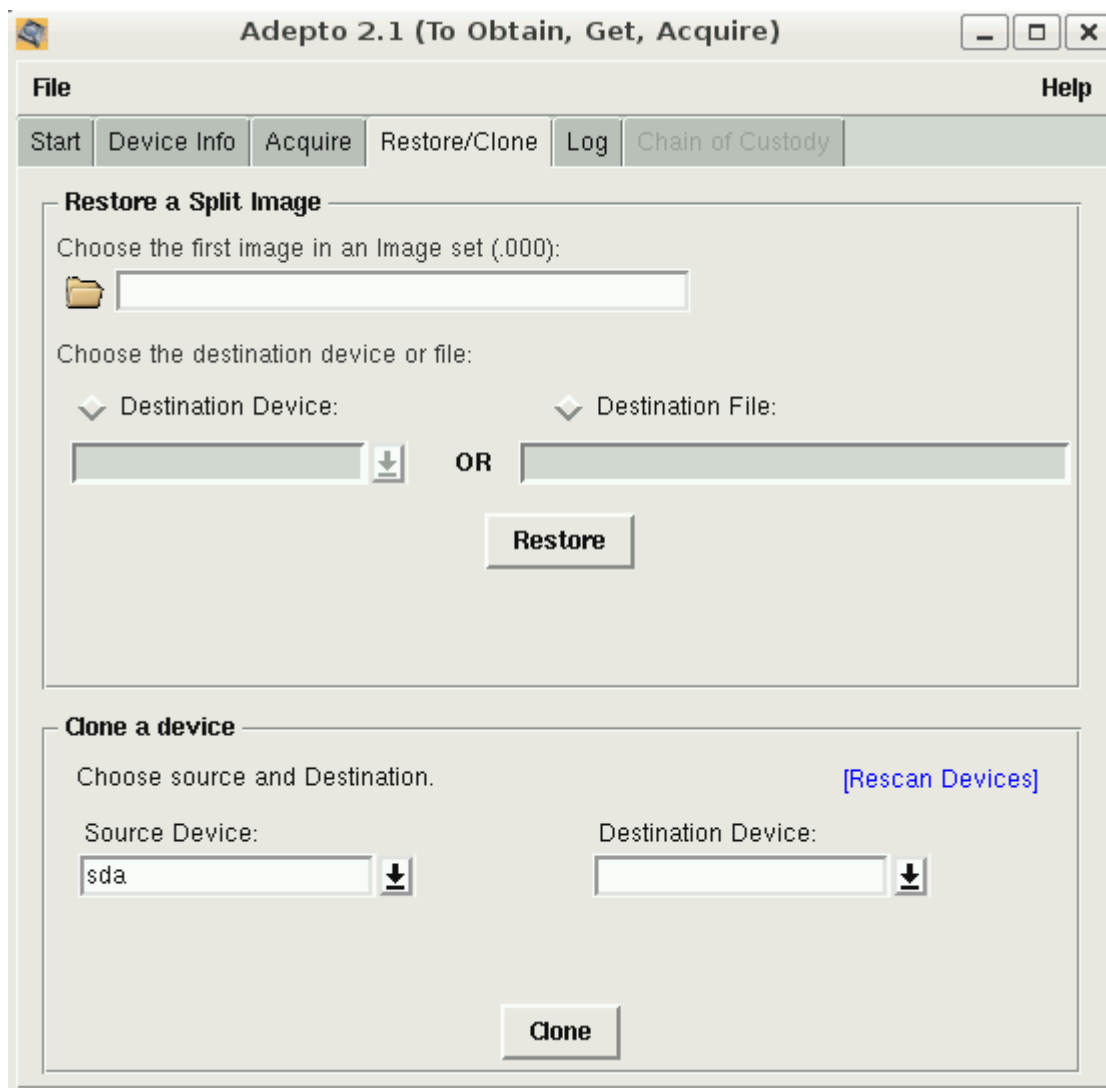 Adepto 2.1 (To Obtain, Get, Acquire)
File Help
Start Device Info Acquire Restore/Clone Log Chain of Custody
Restore a Split Image
Choose the first image in an Image set (.000):
Choose the destination device or file:
Destination Device: Destination File:
OR
Restore
Clone a device
Choose source and Destination. [Rescan Devices]
Source Device: Destination Device:
sda
Clone